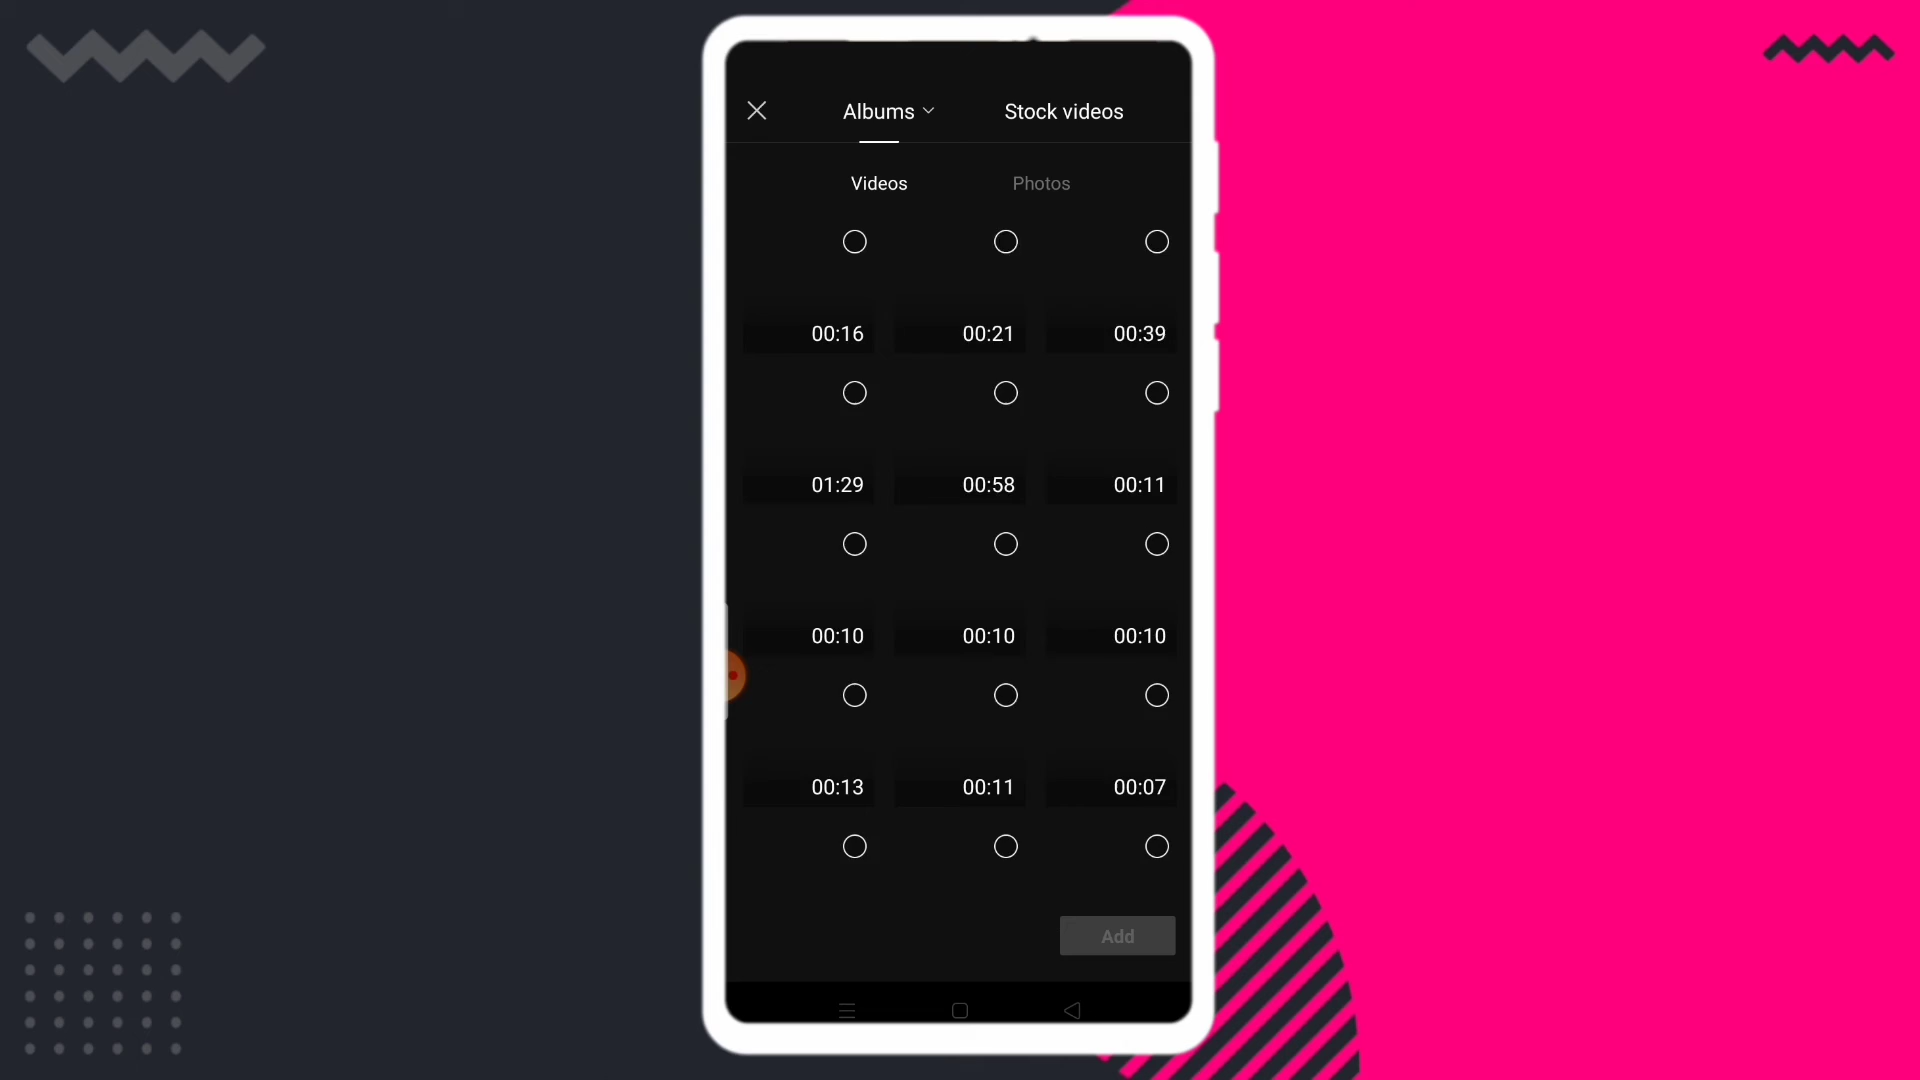 Albums Stock videos
Videos Photos
00:16 00:21 00:39
01:29 00:58 00:11
00:10 00:10 00:10
00:13 00:11 00:07
Add